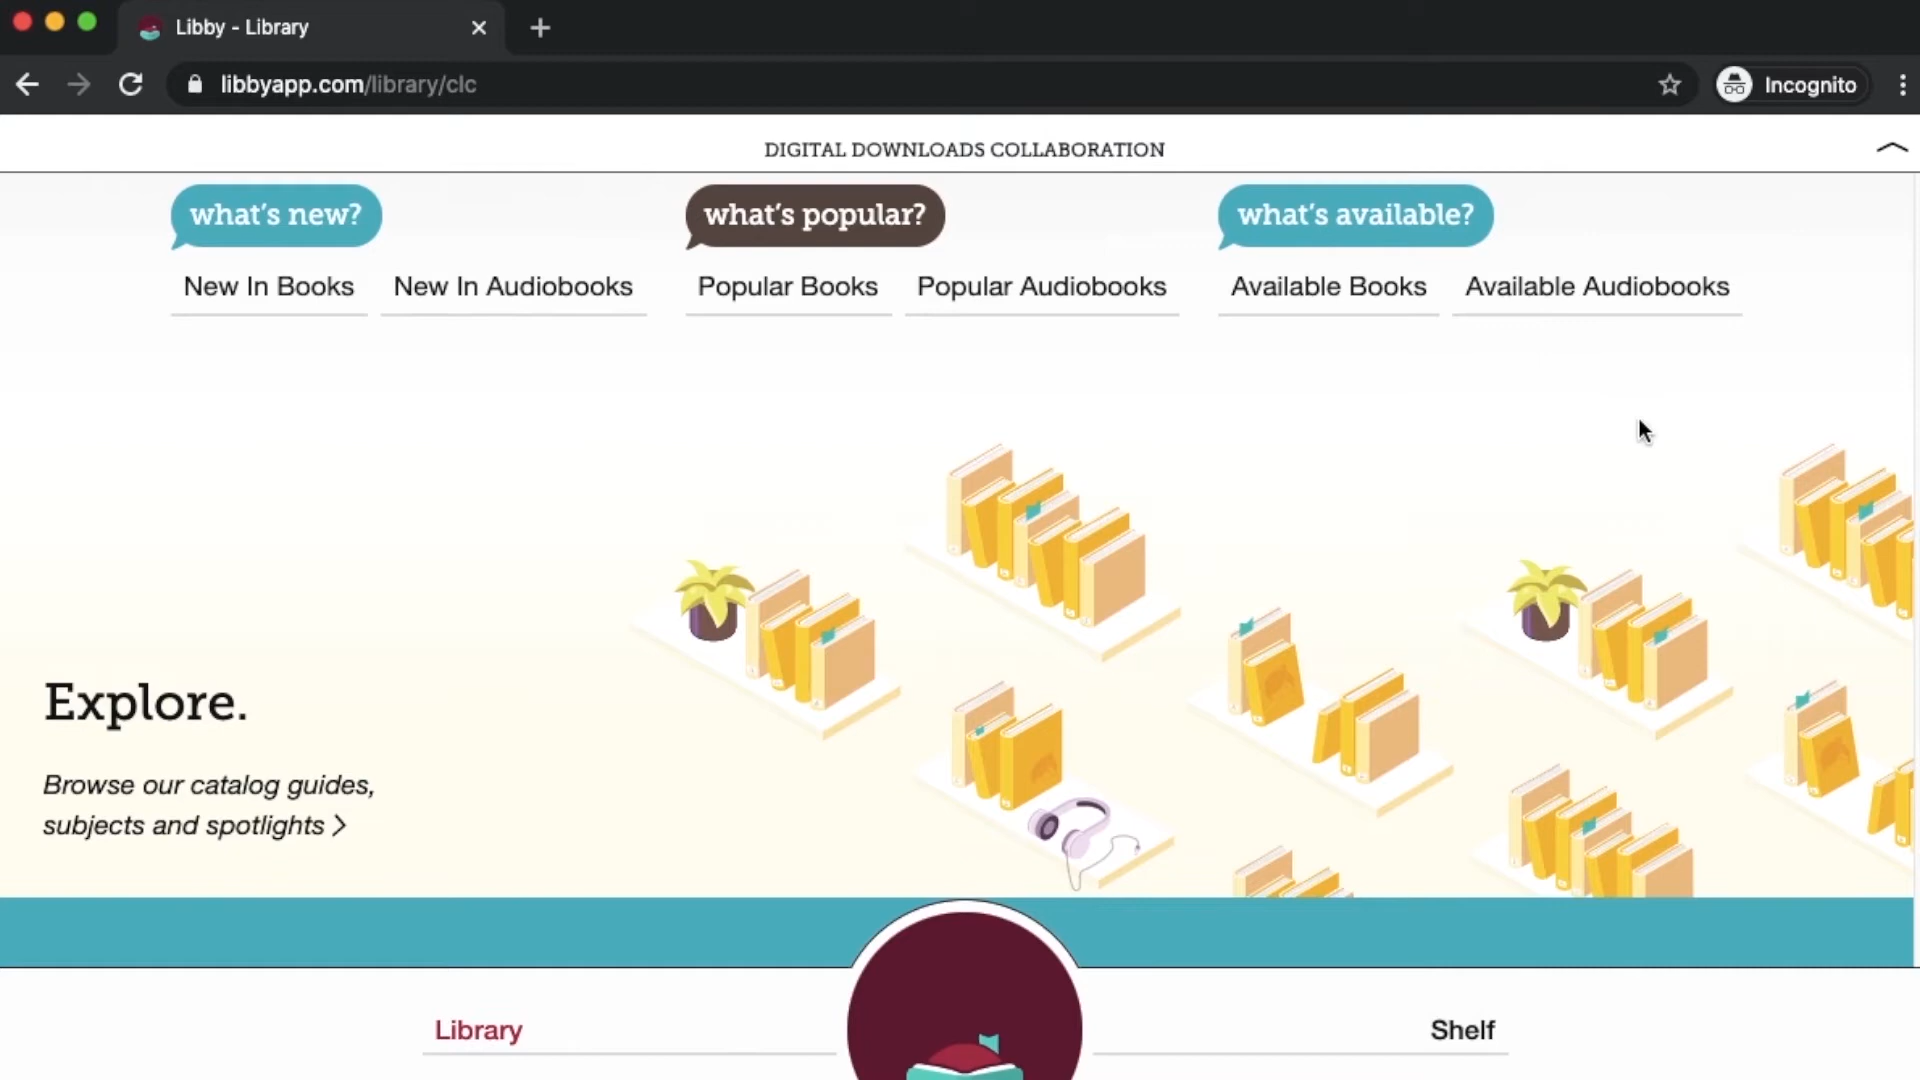 Libby - Library
libbyapp.com/library/clc
Incognito
DIGITAL DOWNLOADS COLLABORATION
what's new?
what's popular?
what's available?
New In Books
New In Audiobooks
Popular Books
Popular Audiobooks
Available Books
Available Audiobooks
Explore.
Browse our catalog guides,
subjects and spotlights >
Library
Shelf